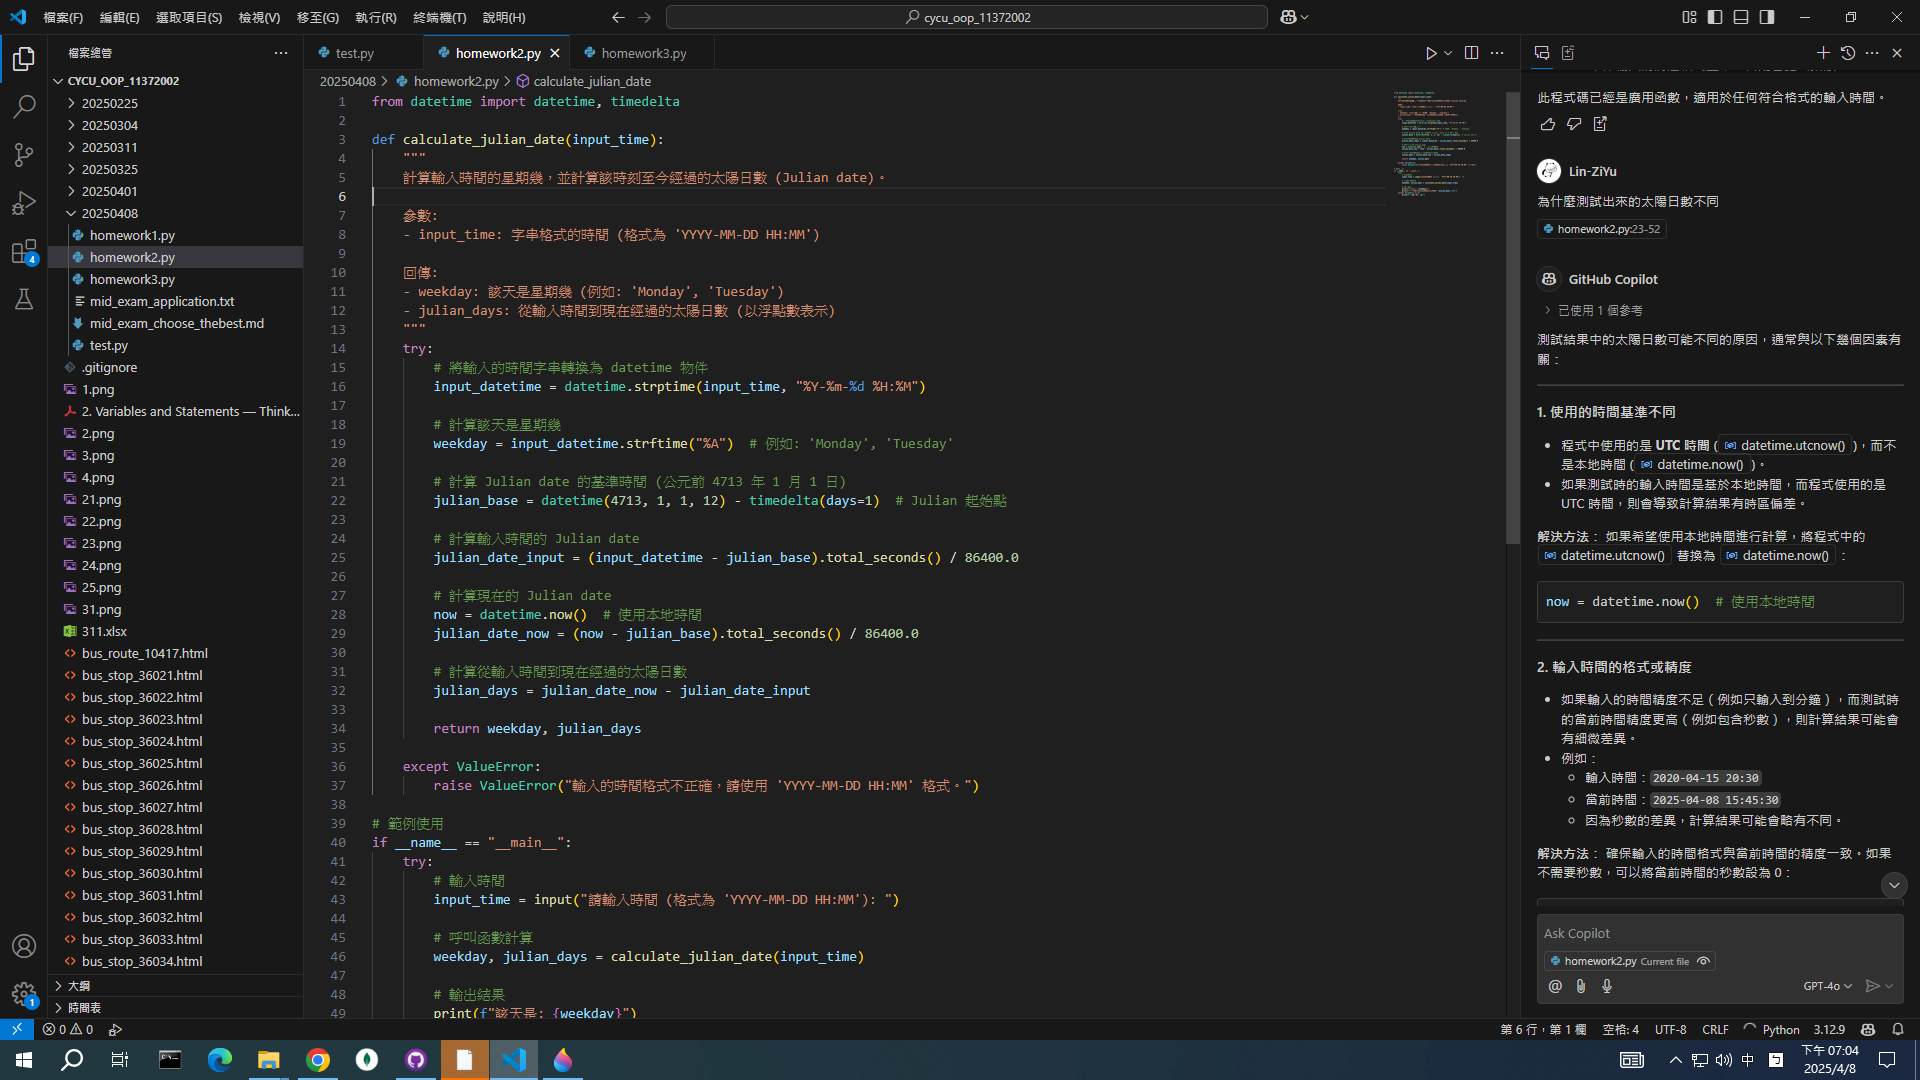 檔案(F) 編輯(E) 選取項目(S) 檢視(V) 移至(G) 執行(R) 終端機(T) 說明(H)
cycu_oop_11372002
檔案總管
CYCU_OOP_11372002
20250225
20250304
20250311
20250325
20250401
20250408
homework1.py
homework2.py
homework3.py
mid_exam_application.txt
mid_exam_choose_thebest.md
test.py
.gitignore
1.png
2. Variables and Statements — Think...
2.png
3.png
4.png
21.png
22.png
23.png
24.png
25.png
31.png
311.xlsx
bus_route_10417.html
bus_stop_36021.html
bus_stop_36022.html
bus_stop_36023.html
bus_stop_36024.html
bus_stop_36025.html
bus_stop_36026.html
bus_stop_36027.html
bus_stop_36028.html
bus_stop_36029.html
bus_stop_36030.html
bus_stop_36031.html
bus_stop_36032.html
bus_stop_36033.html
bus_stop_36034.html
大綱
時間表
4
1
test.py homework2.py homework3.py
20250408 > homework2.py > calculate_julian_date
1 from datetime import datetime, timedelta
2
3 def calculate_julian_date(input_time):
4 """
5 計算輸入時間的星期幾，並計算該時刻至今經過的太陽日數 (Julian date)。
6
7 參數:
8 - input_time: 字串格式的時間 (格式為 'YYYY-MM-DD HH:MM')
9
10 回傳:
11 - weekday: 該天是星期幾 (例如: 'Monday', 'Tuesday')
12 - julian_days: 從輸入時間到現在經過的太陽日數 (以浮點數表示)
13 """
14 try:
15 # 將輸入的時間字串轉換為 datetime 物件
16 input_datetime = datetime.strptime(input_time, "%Y-%m-%d %H:%M")
17
18 # 計算該天是星期幾
19 weekday = input_datetime.strftime("%A") # 例如: 'Monday', 'Tuesday'
20
21 # 計算 Julian date 的基準時間 (公元前 4713 年 1 月 1 日)
22 julian_base = datetime(4713, 1, 1, 12) - timedelta(days=1) # Julian 起始點
23
24 # 計算輸入時間的 Julian date
25 julian_date_input = (input_datetime - julian_base).total_seconds() / 86400.0
26
27 # 計算現在的 Julian date
28 now = datetime.now() # 使用本地時間
29 julian_date_now = (now - julian_base).total_seconds() / 86400.0
30
31 # 計算從輸入時間到現在經過的太陽日數
32 julian_days = julian_date_now - julian_date_input
33
34 return weekday, julian_days
35
36 except ValueError:
37 raise ValueError("輸入的時間格式不正確，請使用 'YYYY-MM-DD HH:MM' 格式。")
38
39 # 範例使用
40 if __name__ == "__main__":
41 try:
42 # 輸入時間
43 input_time = input("請輸入時間 (格式為 'YYYY-MM-DD HH:MM'): ")
44
45 # 呼叫函數計算
46 weekday, julian_days = calculate_julian_date(input_time)
47
48 # 輸出結果
49 print(f"該天是: {weekday}")
此程式碼已經是廣用函數，適用於任何符合格式的輸入時間。
Lin-ZiYu
為什麼測試出來的太陽日數不同
homework2.py:23-52
GitHub Copilot
已使用 1 個參考
測試結果中的太陽日數可能不同的原因，通常與以下幾個因素有
關：
1. 使用的時間基準不同
程式中使用的是 UTC 時間 ( datetime.utcnow() )，而不
是本地時間 ( datetime.now() )。
如果測試時的輸入時間是基於本地時間，而程式使用的是
UTC 時間，則會導致計算結果有時區偏差。
解決方法： 如果希望使用本地時間進行計算，將程式中的
datetime.utcnow() 替換為 datetime.now() ：
now = datetime.now() # 使用本地時間
2. 輸入時間的格式或精度
如果輸入的時間精度不足（例如只輸入到分鐘），而測試時
的當前時間精度更高（例如包含秒數），則計算結果可能會
有細微差異。
例如：
輸入時間：2020-04-15 20:30
當前時間：2025-04-08 15:45:30
因為秒數的差異，計算結果可能會略有不同。
解決方法： 確保輸入的時間格式與當前時間的精度一致。如果
不需要秒數，可以將當前時間的秒數設為 0：
Ask Copilot
homework2.py Current file
GPT-4o
0 0
第 6 行，第 1 欄 空格: 4 UTF-8 CRLF Python 3.12.9
中
下午 07:04
2025/4/8